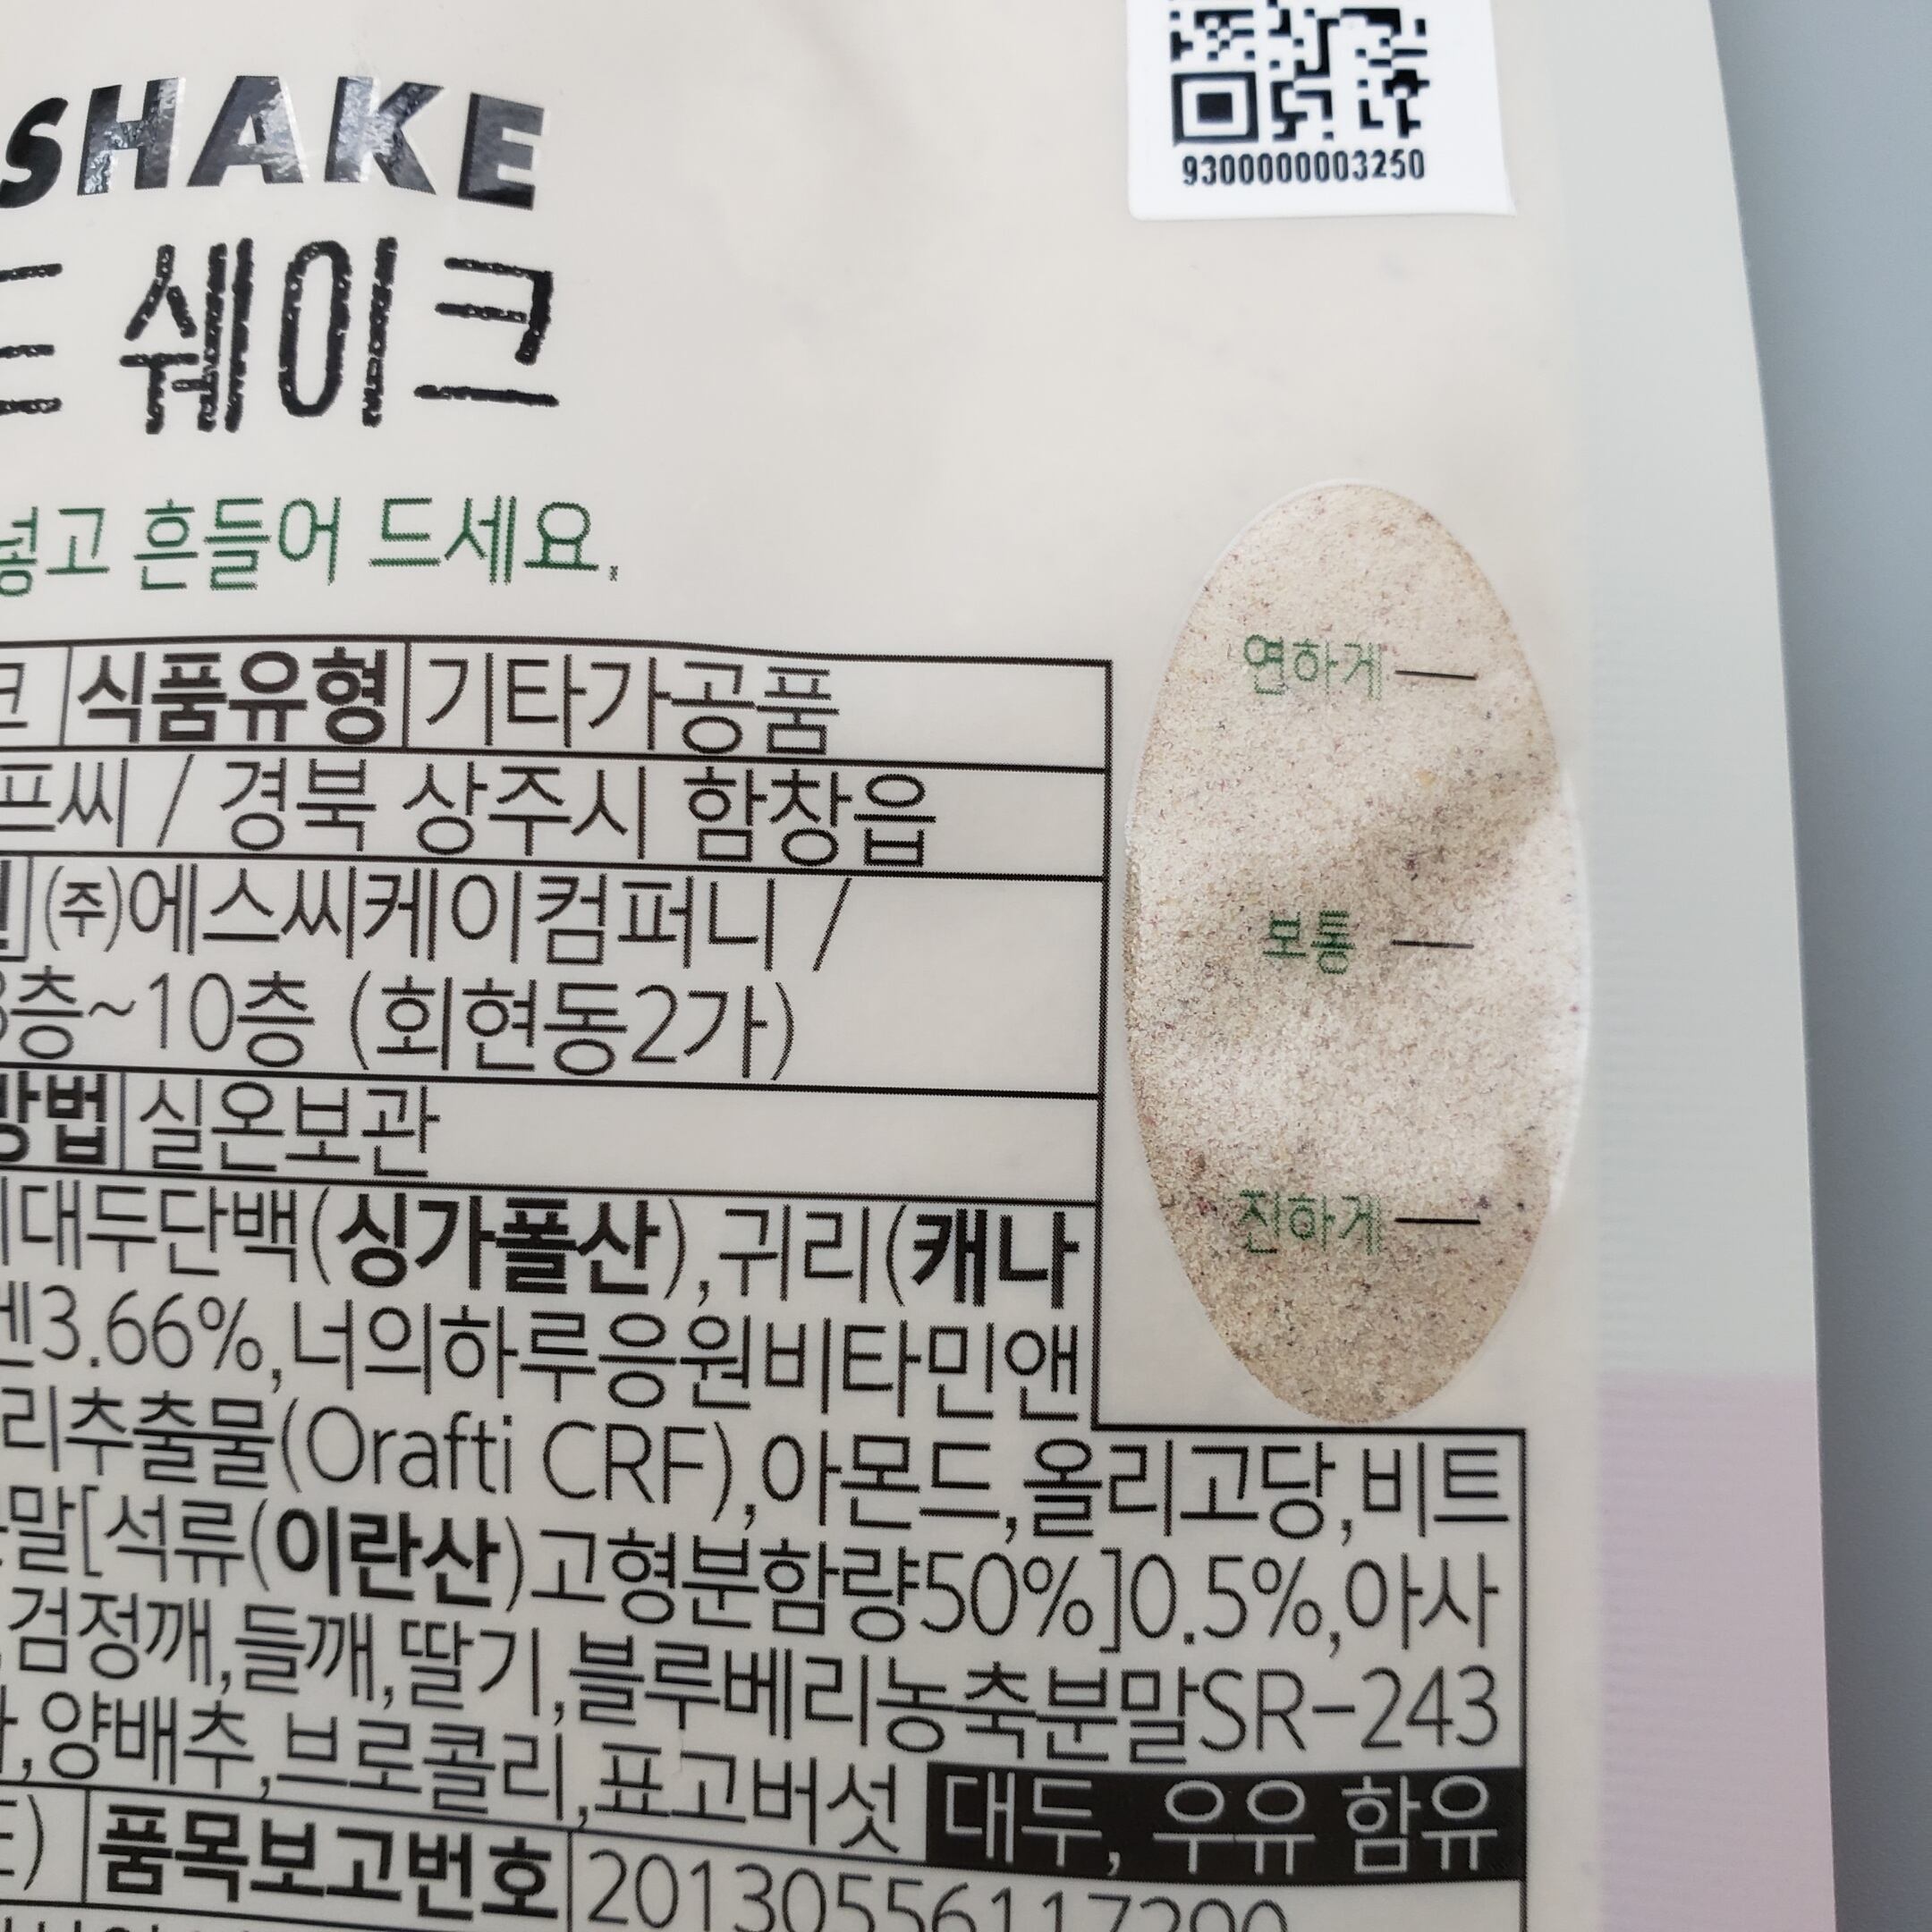 9300000003250
SHAKE
쉐이크
넣고 흔들어 드세요.
식품유형 기타가공품
연하게
프씨 / 경북 상주시 함창읍
(주)에스씨케이컴퍼니 /
보통
층~10층 (회현동2가)
방법 실온보관
대두단백(싱가폴산),귀리(캐나
진하게
3.66%,너의하루응원비타민앤
리추출물(Orafti CRF),아몬드,올리고당,비트
말[석류(이란산)고형분함량50%]0.5%,아사
,검정깨,들깨,딸기,블루베리농축분말SR-243
,양배추,브로콜리,표고버섯 대두, 우유 함유
품목보고번호 20130556117290